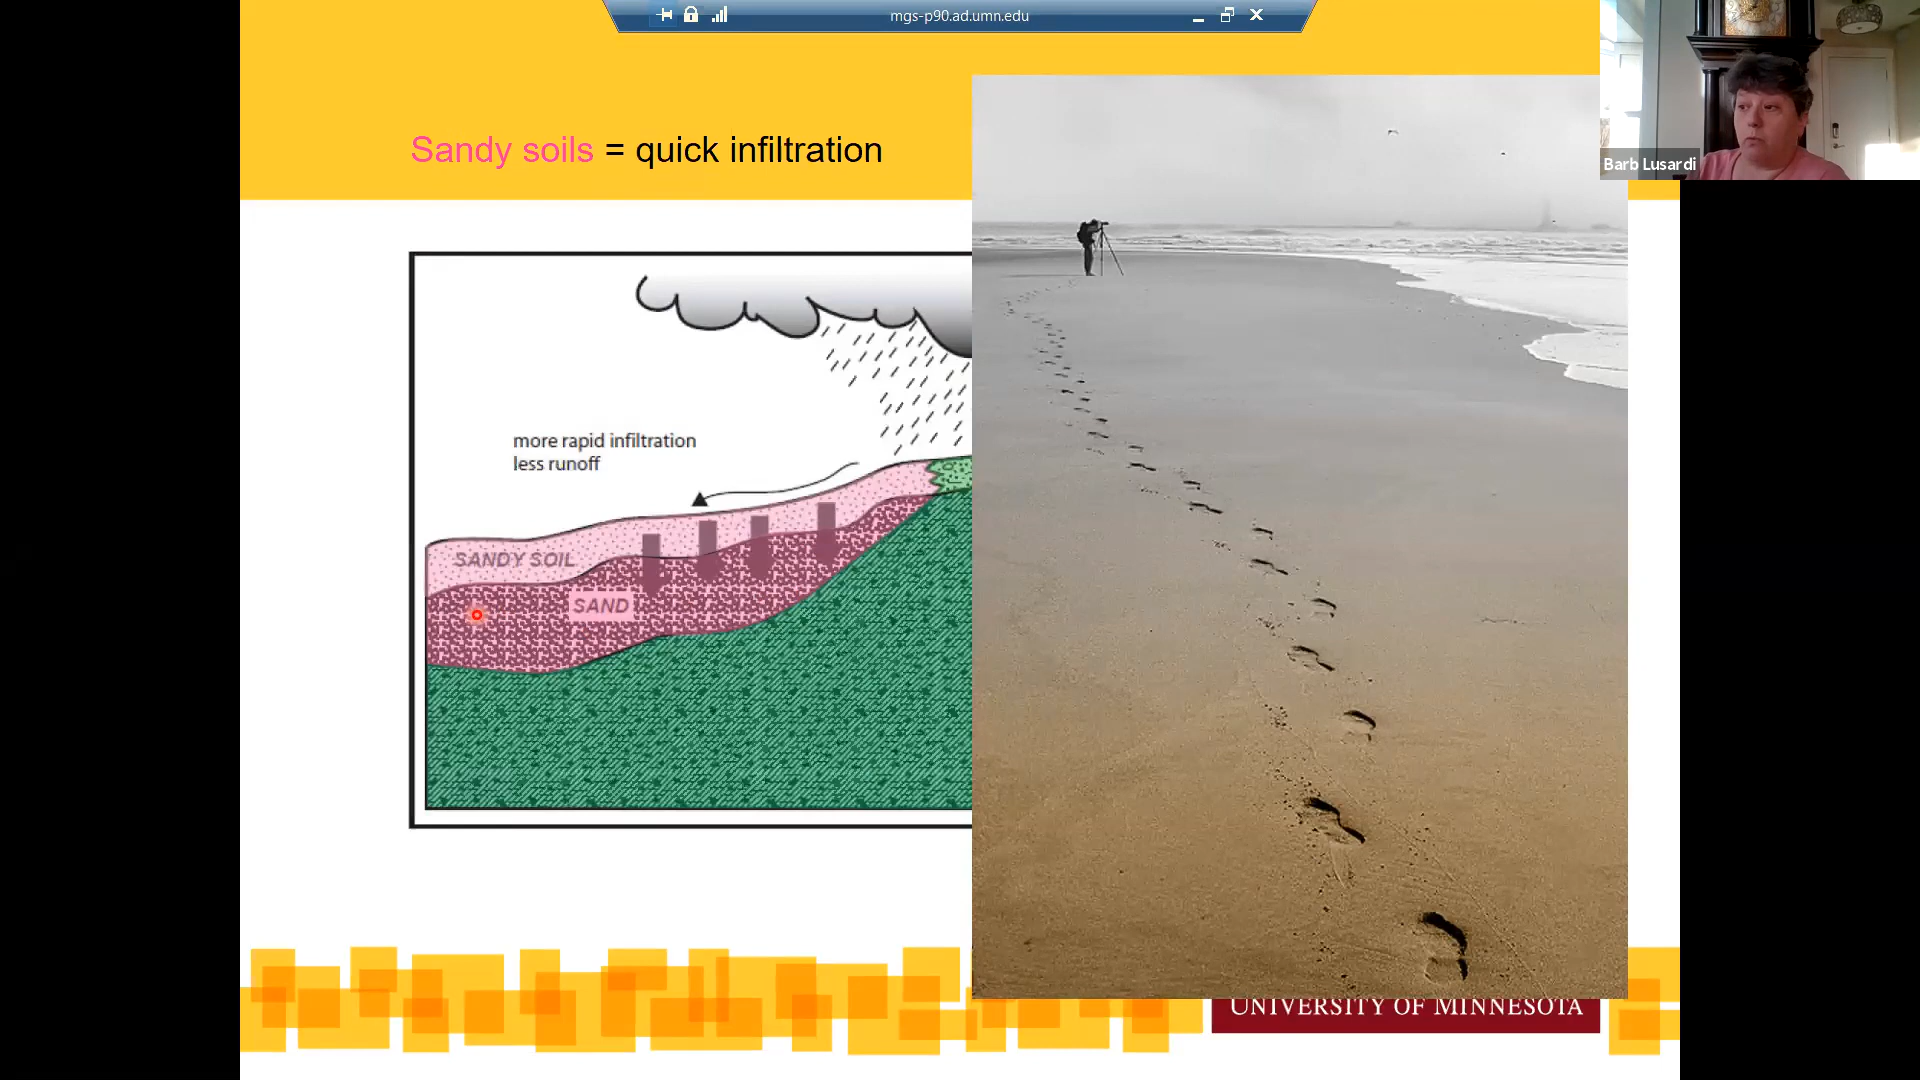 mgs-p90.ad.umn.edu
Barb Lusardi
Sandy soils = quick infiltration
more rapid infiltration
less runoff
SANDY SOIL
SAND
UNIVERSITY OF MINNESOTA